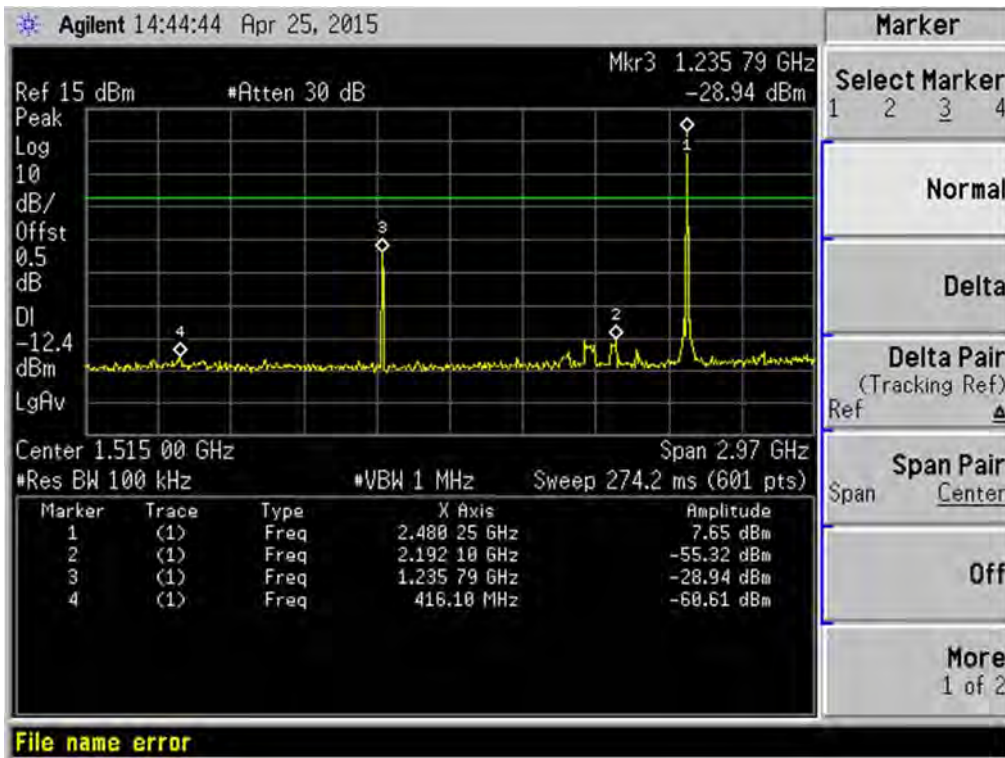 Agilent 14:44:44 Apr 25, 2015
Marker
Mkr3 1.235 79 GHz
Ref 15 dBm #Atten 30 dB -28.94 dBm
Select Marker
1 2 3 4
Peak
Log
10
dB/
Offst
0.5
dB
DI
-12.4
dBm
LgAv
1
3
2
4
Normal
Delta
Delta Pair
(Tracking Ref)
Ref Δ
Span Pair
Span Center
Off
More
1 of 2
Center 1.515 00 GHz Span 2.97 GHz
#Res BW 100 kHz #VBW 1 MHz Sweep 274.2 ms (601 pts)
Marker Trace Type X Axis Amplitude
1 (1) Freq 2.480 25 GHz 7.65 dBm
2 (1) Freq 2.192 10 GHz -55.32 dBm
3 (1) Freq 1.235 79 GHz -28.94 dBm
4 (1) Freq 416.10 MHz -60.61 dBm
File name error